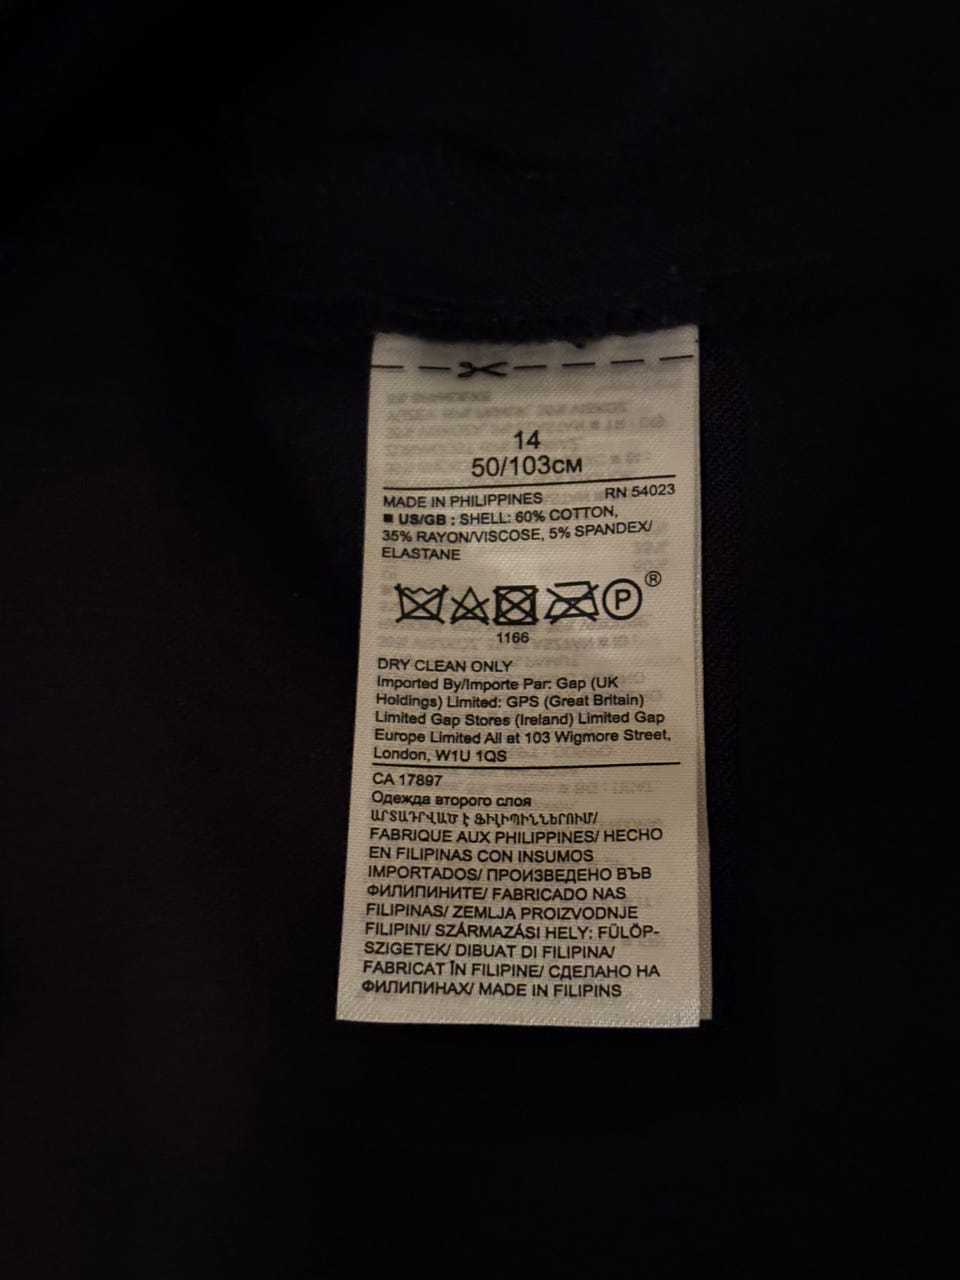 14
50/103CM
MADE IN PHILIPPINES RN 54023
■ US/GB : SHELL: 60% COTTON,
35% RAYON/VISCOSE, 5% SPANDEX/
ELASTANE
P ®
1166
DRY CLEAN ONLY
Imported By/Importe Par: Gap (UK
Holdings) Limited: GPS (Great Britain)
Limited Gap Stores (Ireland) Limited Gap
Europe Limited All at 103 Wigmore Street,
London, W1U 1QS
CA 17897
Одежда второго слоя
ԱՐՏԱԴՐՎԱԾ Է ՖԻԼԻՊԻՆՆԵՐՈՒՄ/
FABRIQUE AUX PHILIPPINES/ HECHO
EN FILIPINAS CON INSUMOS
IMPORTADOS/ ПРОИЗВЕДЕНО ВЪВ
ФИЛИПИНИТЕ/ FABRICADO NAS
FILIPINAS/ ZEMLJA PROIZVODNJE
FILIPINI/ SZÁRMAZÁSI HELY: FÜLÖP-
SZIGETEK/ DIBUAT DI FILIPINA/
FABRICAT ÎN FILIPINE/ СДЕЛАНО НА
ФИЛИПИНАХ/ MADE IN FILIPINS